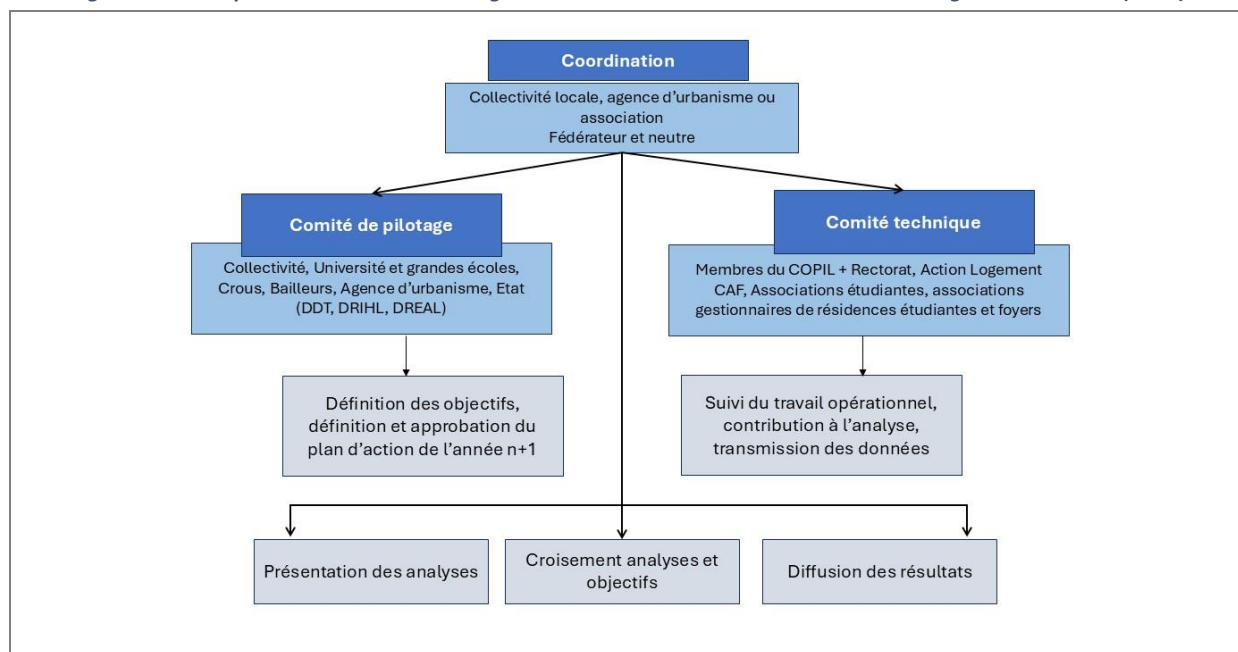 Coordination
Collectivité locale, agence d’urbanisme ou
association
Fédérateur et neutre
Comité de pilotage
Collectivité, Université et grandes écoles,
Crous, Bailleurs, Agence d’urbanisme, Etat
(DDT, DRIHL, DREAL)
Comité technique
Membres du COPIL + Rectorat, Action Logement
CAF, Associations étudiantes, associations
gestionnaires de résidences étudiantes et foyers
Définition des objectifs,
définition et approbation du
plan d’action de l’année n+1
Suivi du travail opérationnel,
contribution à l’analyse,
transmission des données
Présentation des analyses
Croisement analyses et
objectifs
Diffusion des résultats